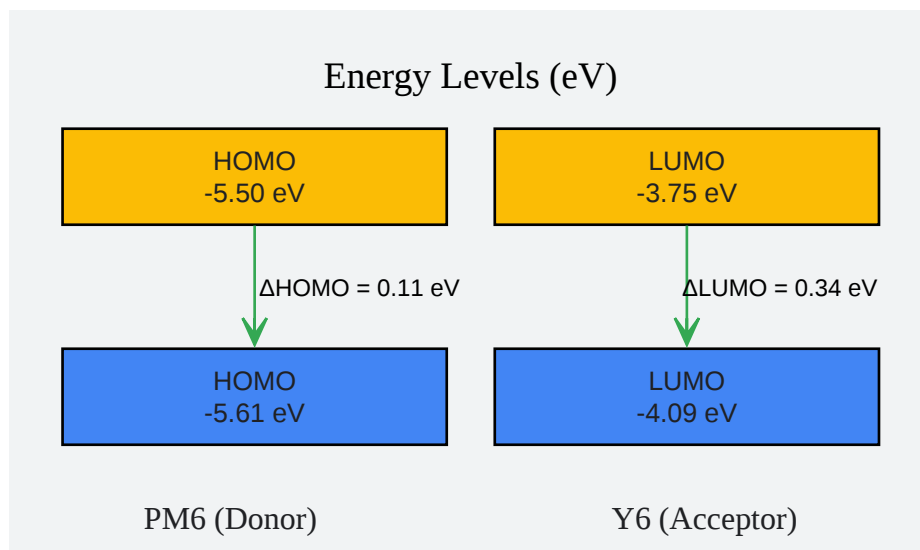 Energy Levels (eV)
HOMO
-5.50 eV
LUMO
-3.75 eV
ΔHOMO = 0.11 eV
ΔLUMO = 0.34 eV
HOMO
-5.61 eV
LUMO
-4.09 eV
PM6 (Donor)
Y6 (Acceptor)